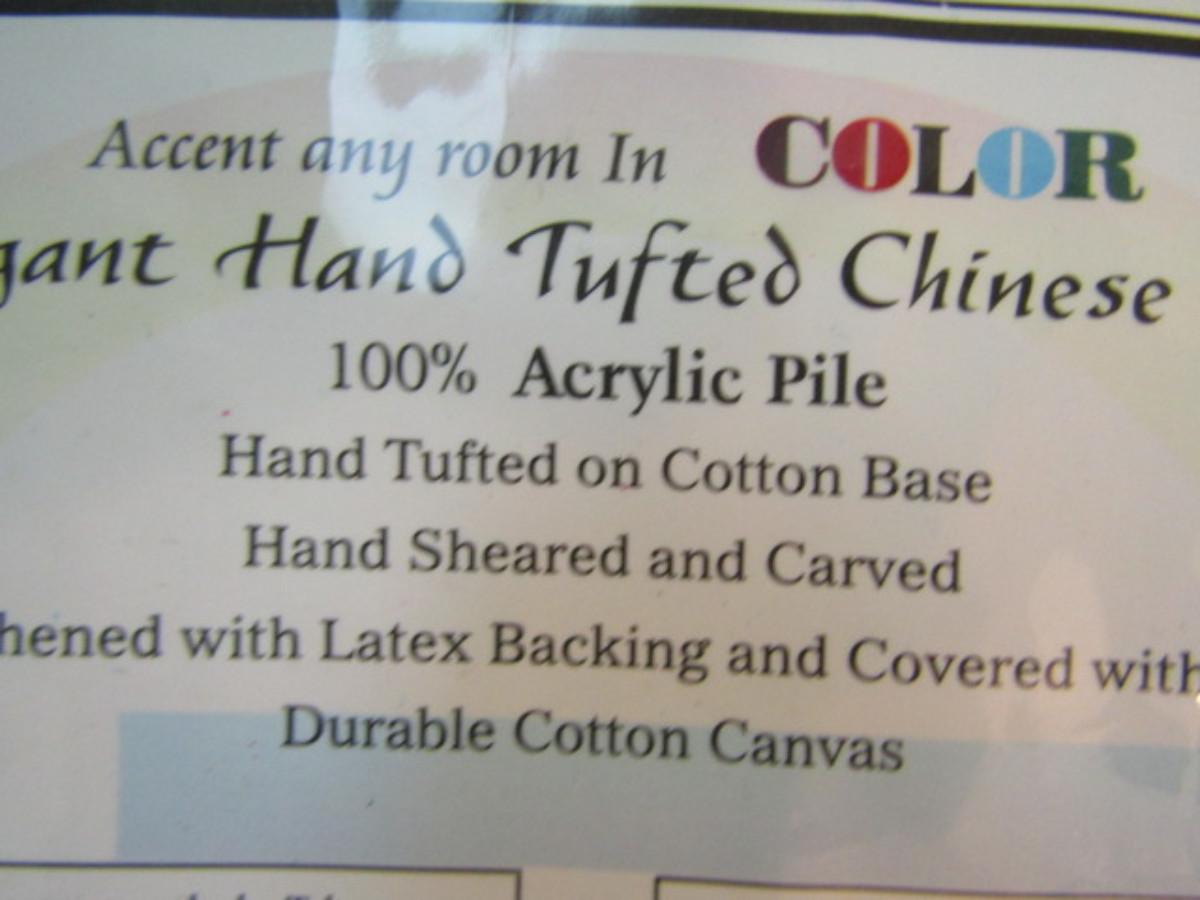 Accent any room In COLOR
gant Hand Tufted Chinese
100% Acrylic Pile
Hand Tufted on Cotton Base
Hand Sheared and Carved
hened with Latex Backing and Covered with
Durable Cotton Canvas